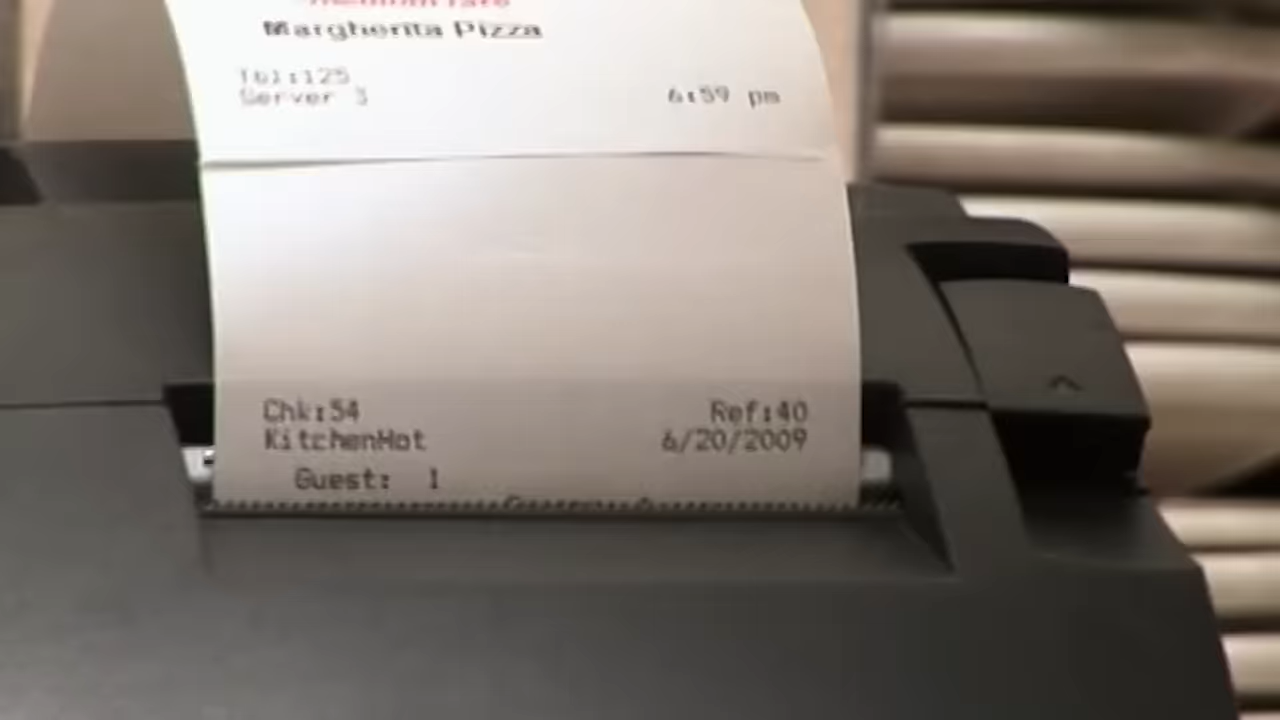 Margherita Pizza
Tbl:125
Server 3
6:59 pm
Chk:54
Ref:40
KitchenHot
6/20/2009
Guest: 1